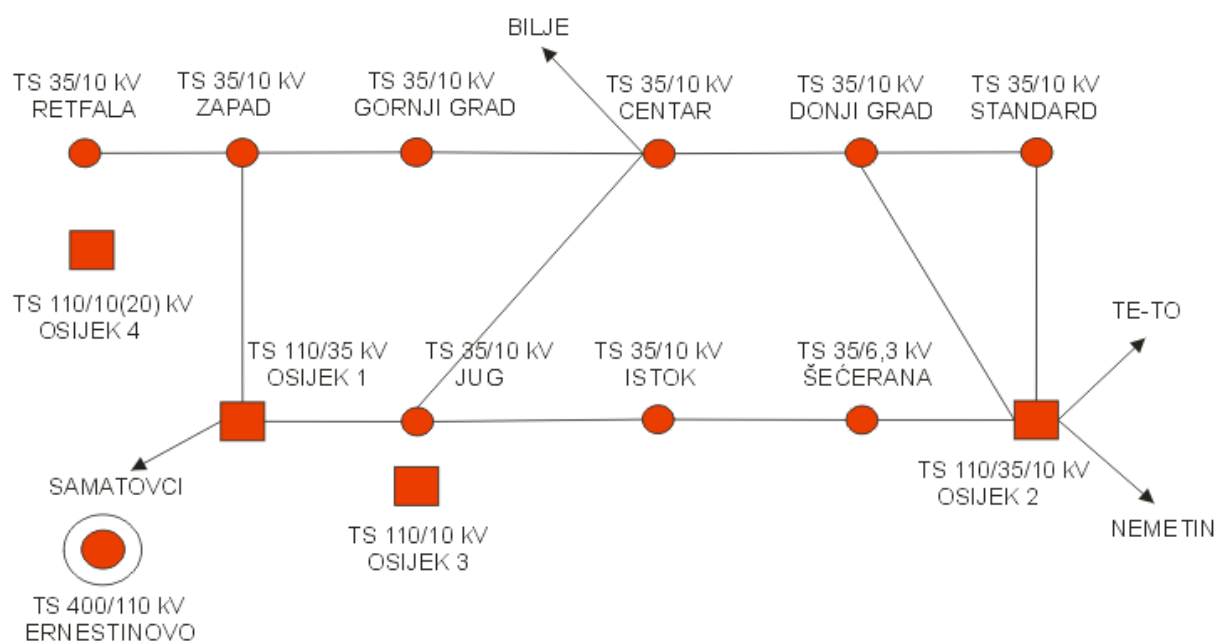 BILJE
TS 35/10 kV
RETFALA
TS 35/10 kV
ZAPAD
TS 35/10 kV
GORNJI GRAD
TS 35/10 kV
CENTAR
TS 35/10 kV
DONJI GRAD
TS 35/10 kV
STANDARD
TS 110/10(20) kV
OSIJEK 4
TS 110/35 kV
OSIJEK 1
TS 35/10 kV
JUG
TS 35/10 kV
ISTOK
TS 35/6,3 kV
ŠEĆERANA
TE-TO
SAMATOVCI
TS 110/35/10 kV
OSIJEK 2
NEMETIN
TS 110/10 kV
OSIJEK 3
TS 400/110 kV
ERNESTINOVO